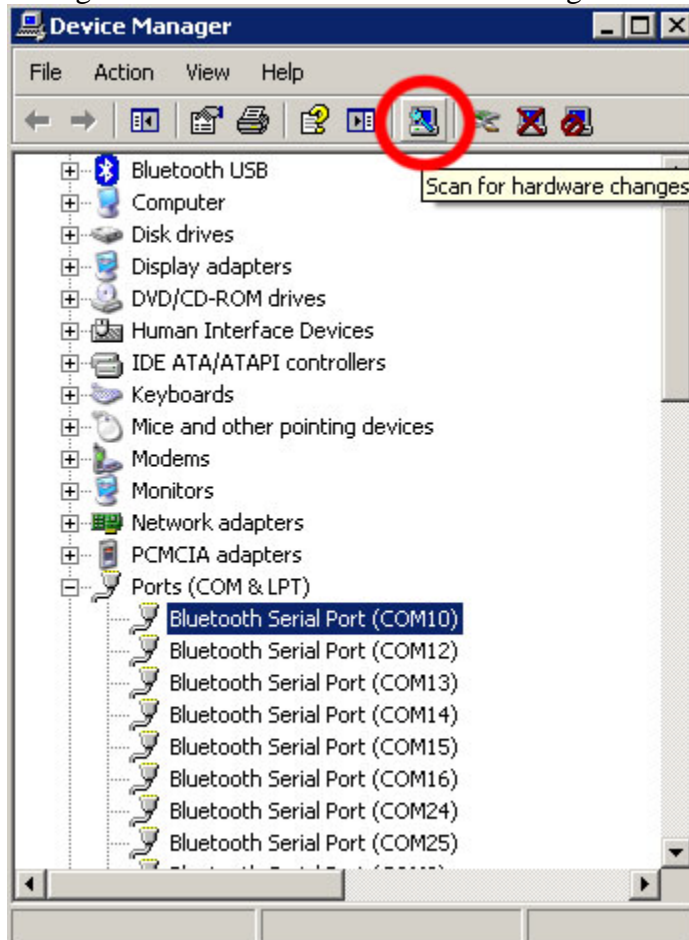 Device Manager
File Action View Help
Scan for hardware changes
Bluetooth USB
Computer
Disk drives
Display adapters
DVD/CD-ROM drives
Human Interface Devices
IDE ATA/ATAPI controllers
Keyboards
Mice and other pointing devices
Modems
Monitors
Network adapters
PCMCIA adapters
Ports (COM & LPT)
Bluetooth Serial Port (COM10)
Bluetooth Serial Port (COM12)
Bluetooth Serial Port (COM13)
Bluetooth Serial Port (COM14)
Bluetooth Serial Port (COM15)
Bluetooth Serial Port (COM16)
Bluetooth Serial Port (COM24)
Bluetooth Serial Port (COM25)